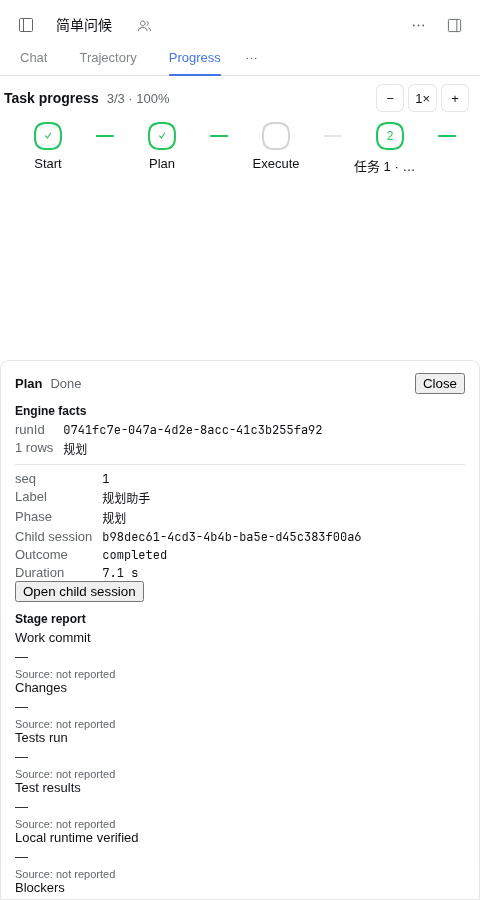 简单问候
Chat Trajectory Progress ...
Task progress 3/3 · 100% − 1× +
2
Start Plan Execute 任务 1 · …
Plan Done Close
Engine facts
runId 0741fc7e-047a-4d2e-8acc-41c3b255fa92
1 rows 规划
seq 1
Label 规划助手
Phase 规划
Child session b98dec61-4cd3-4b4b-ba5e-d45c383f00a6
Outcome completed
Duration 7.1 s
Open child session
Stage report
Work commit
—
Source: not reported
Changes
—
Source: not reported
Tests run
—
Source: not reported
Test results
—
Source: not reported
Local runtime verified
—
Source: not reported
Blockers